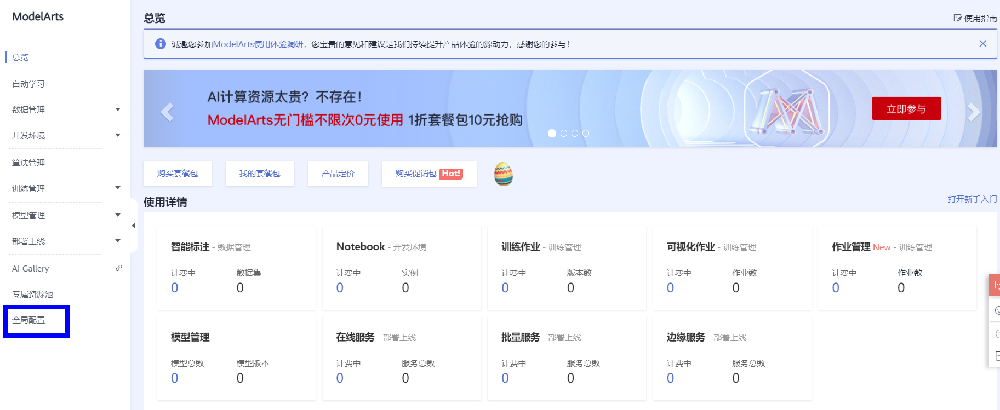 ModelArts
总览
自动学习
数据管理
开发环境
算法管理
训练管理
模型管理
部署上线
AI Gallery
专属资源池
全局配置
总览
使用指南
诚邀您参加ModelArts使用体验调研，您宝贵的意见和建议是我们持续提升产品体验的源动力，感谢您的参与！
AI计算资源太贵？不存在！
ModelArts无门槛不限次0元使用 1折套餐包10元抢购
立即参与
购买套餐包
我的套餐包
产品定价
购买促销包 Hot!
使用详情
打开新手入门
智能标注 - 数据管理
计费中 数据集
0 0
Notebook - 开发环境
计费中 实例
0 0
训练作业 - 训练管理
计费中 版本数
0 0
可视化作业 - 训练管理
计费中 作业数
0 0
作业管理 New - 训练管理
计费中 作业数
0 0
模型管理
模型总数 模型版本
0 0
在线服务 - 部署上线
计费中 服务总数
0 0
批量服务 - 部署上线
计费中 服务总数
0 0
边缘服务 - 部署上线
计费中 服务总数
0 0